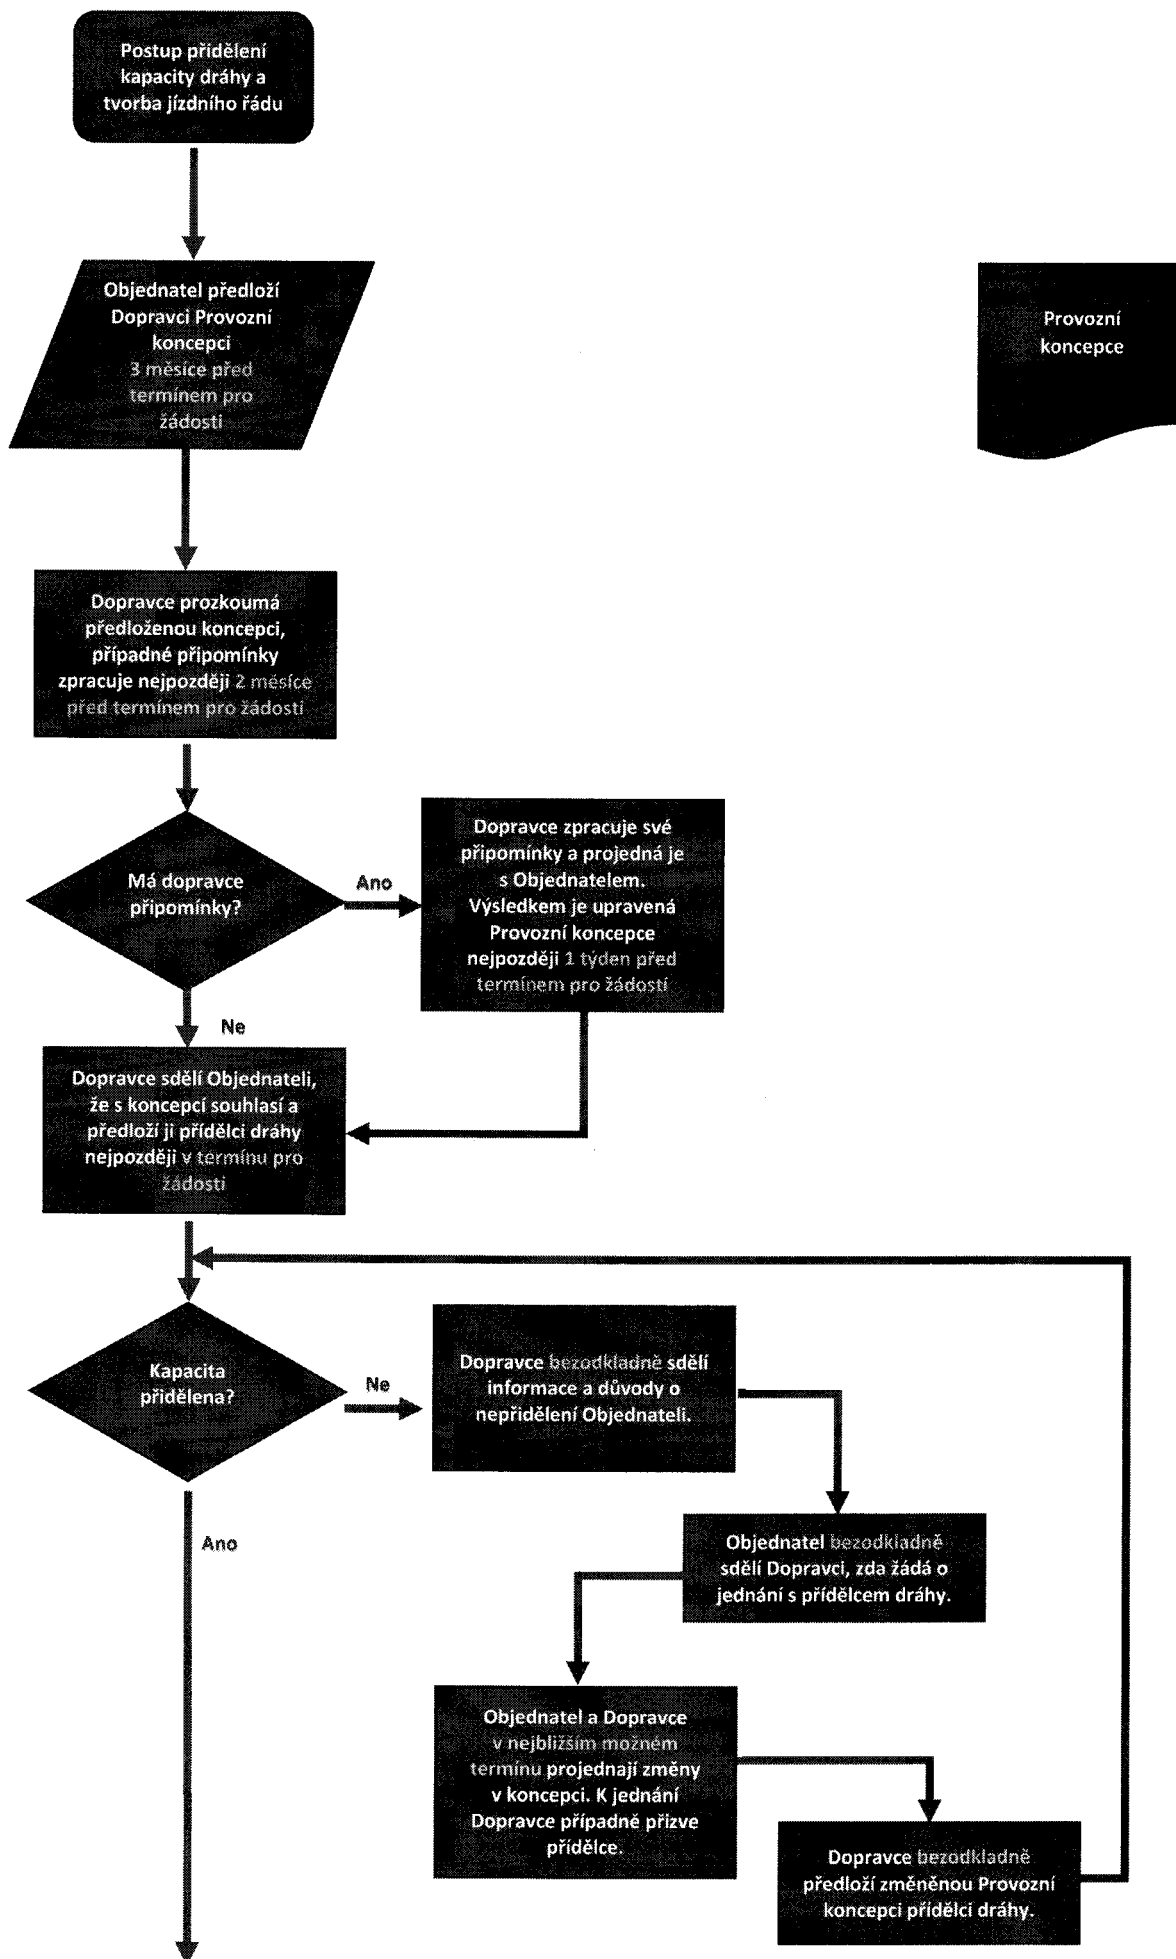 Postup přidělení
kapacity dráhy a
tvorba jízdního řádu
Objednatel předloží
Dopravci Provozní
koncepci
3 měsíce před
termínem pro
žádosti
Provozní
koncepce
Dopravce prozkoumá
předloženou koncepci,
případné připomínky
zpracuje nejpozději 2 měsíce
před termínem pro žádosti
Má dopravce
připomínky?
Ano
Dopravce zpracuje své
připomínky a projedná je
s Objednatelem.
Výsledkem je upravená
Provozní koncepce
nejpozději 1 týden před
termínem pro žádosti
Ne
Dopravce sdělí Objednateli,
že s koncepcí souhlasí a
předloží ji přídělci dráhy
nejpozději v termínu pro
žádosti
Kapacita
přidělena?
Ne
Dopravce bezodkladně sdělí
informace a důvody o
nepřidělení Objednateli.
Ano
Objednatel bezodkladně
sdělí Dopravci, zda žádá o
jednání s přídělcem dráhy.
Objednatel a Dopravce
v nejbližším možném
termínu projednají změny
v koncepci. K jednání
Dopravce případně přizve
přídělce.
Dopravce bezodkladně
předloží změněnou Provozní
koncepci přídělci dráhy.